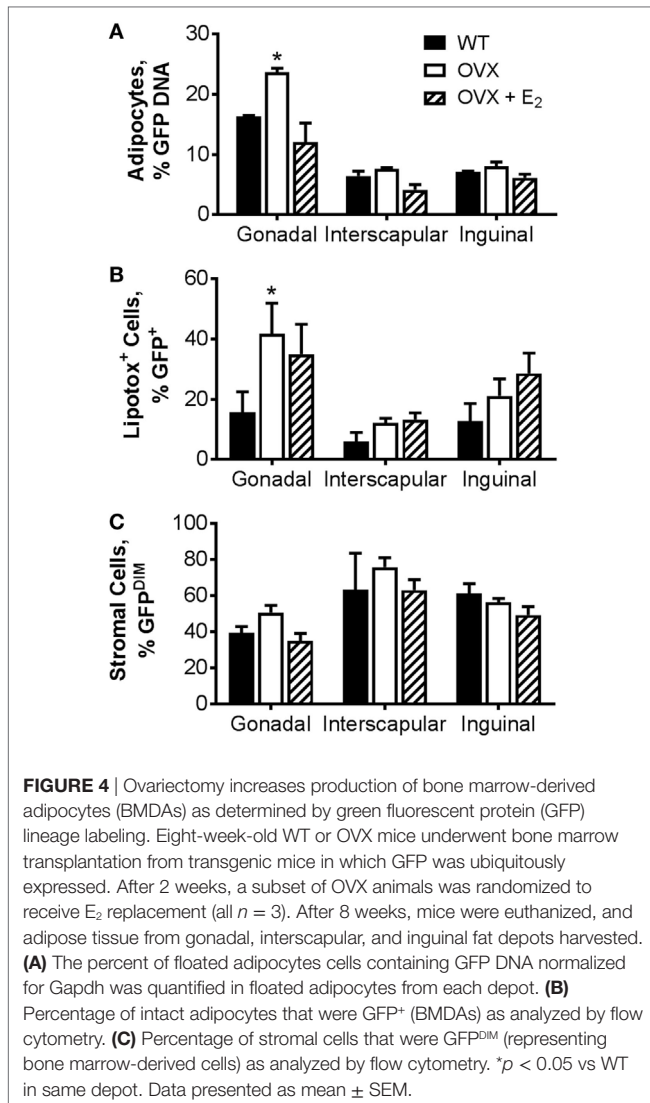 A
Adipocytes,
% GFP DNA
30
20
10
0
WT
OVX
OVX + E₂
*
Gonadal Interscapular Inguinal
B
Lipotox⁺ Cells,
% GFP⁺
60
40
20
0
*
Gonadal Interscapular Inguinal
C
Stromal Cells,
% GFPᴰᴵᴹ
100
80
60
40
20
0
Gonadal Interscapular Inguinal
FIGURE 4 | Ovariectomy increases production of bone marrow-derived
adipocytes (BMDAs) as determined by green fluorescent protein (GFP)
lineage labeling. Eight-week-old WT or OVX mice underwent bone marrow
transplantation from transgenic mice in which GFP was ubiquitously
expressed. After 2 weeks, a subset of OVX animals was randomized to
receive E₂ replacement (all n = 3). After 8 weeks, mice were euthanized, and
adipose tissue from gonadal, interscapular, and inguinal fat depots harvested.
(A) The percent of floated adipocytes cells containing GFP DNA normalized
for Gapdh was quantified in floated adipocytes from each depot. (B)
Percentage of intact adipocytes that were GFP⁺ (BMDAs) as analyzed by flow
cytometry. (C) Percentage of stromal cells that were GFPᴰᴵᴹ (representing
bone marrow-derived cells) as analyzed by flow cytometry. *p < 0.05 vs WT
in same depot. Data presented as mean ± SEM.